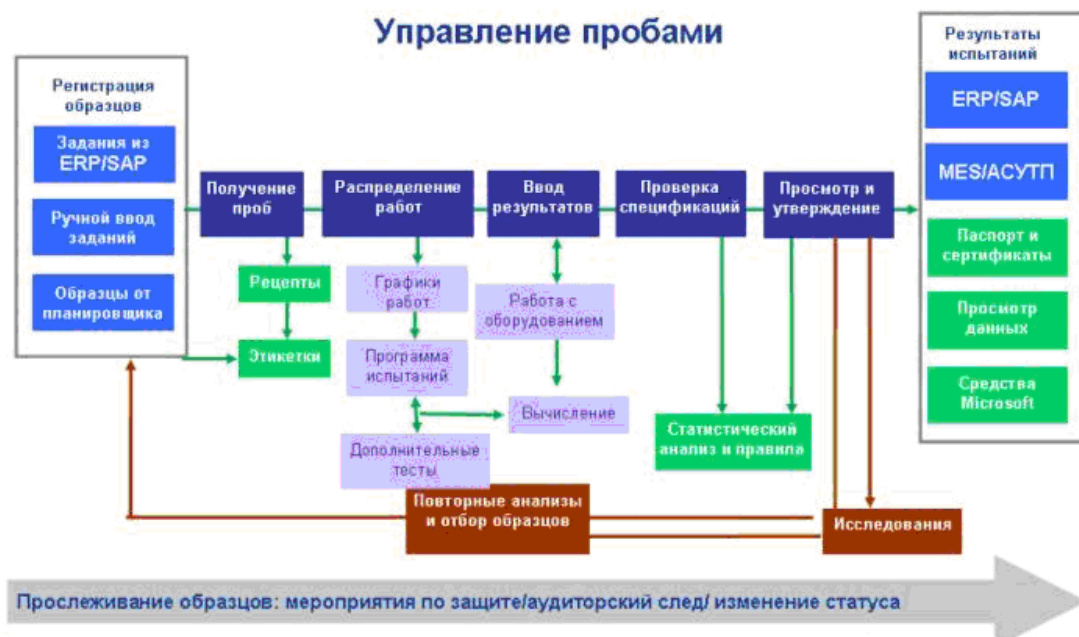 Управление пробами
Регистрация
образцов
Задания из
ERP/SAP
Ручной ввод
заданий
Образцы от
планировщика
Получение
проб
Рецепты
Этикетки
Распределение
работ
Графики
работ
Программа
испытаний
Дополнительные
тесты
Ввод
результатов
Работа с
оборудованием
Вычисление
Проверка
спецификаций
Просмотр и
утверждение
Статистический
анализ и правила
Повторные анализы
и отбор образцов
Исследования
Результаты
испытаний
ERP/SAP
MES/АСУТП
Паспорт и
сертификаты
Просмотр
данных
Средства
Microsoft
Прослеживание образцов: мероприятия по защите/аудиторский след/ изменение статуса